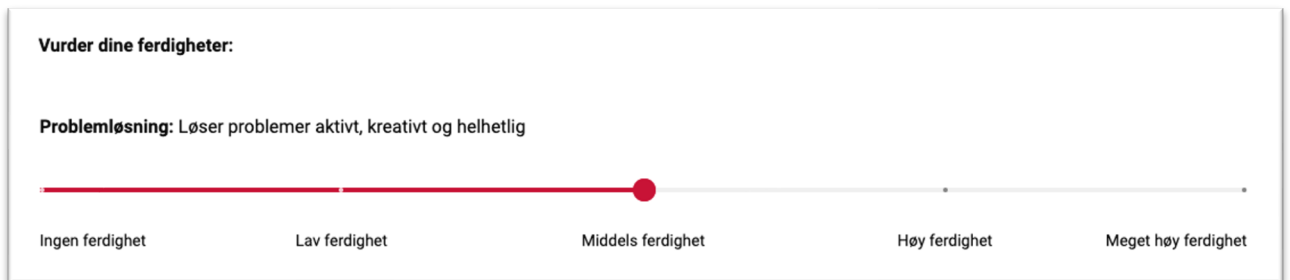 Vurder dine ferdigheter:
Problemløsning: Løser problemer aktivt, kreativt og helhetlig
Ingen ferdighet Lav ferdighet Middels ferdighet Høy ferdighet Meget høy ferdighet